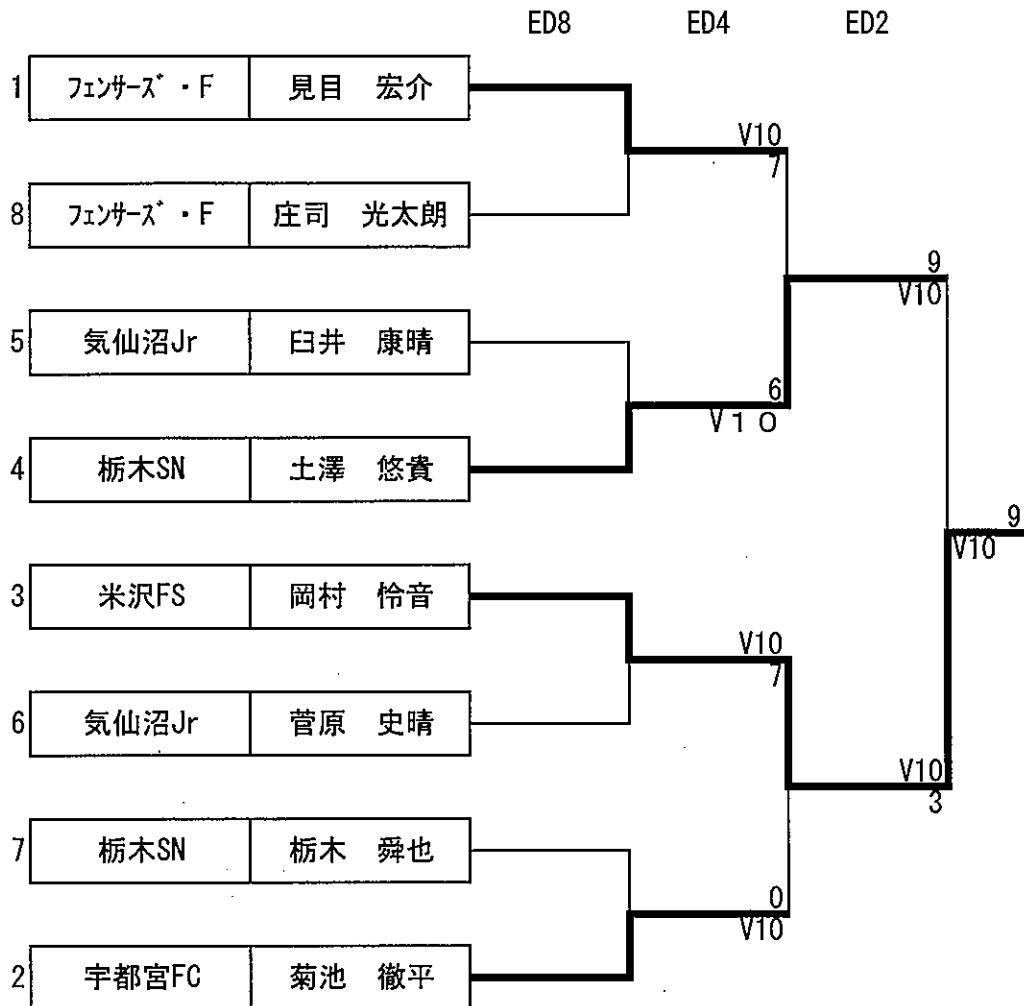 ED8 ED4 ED2
1 フェンサーズ・F 見目 宏介
V10
7
8 フェンサーズ・F 庄司 光太朗
9
V10
5 気仙沼Jr 臼井 康晴
6
V10
4 栃木SN 土澤 悠貴
9
V10
3 米沢FS 岡村 怜音
V10
7
6 気仙沼Jr 菅原 史晴
V10
3
7 栃木SN 栃木 舜也
0
V10
2 宇都宮FC 菊池 徹平